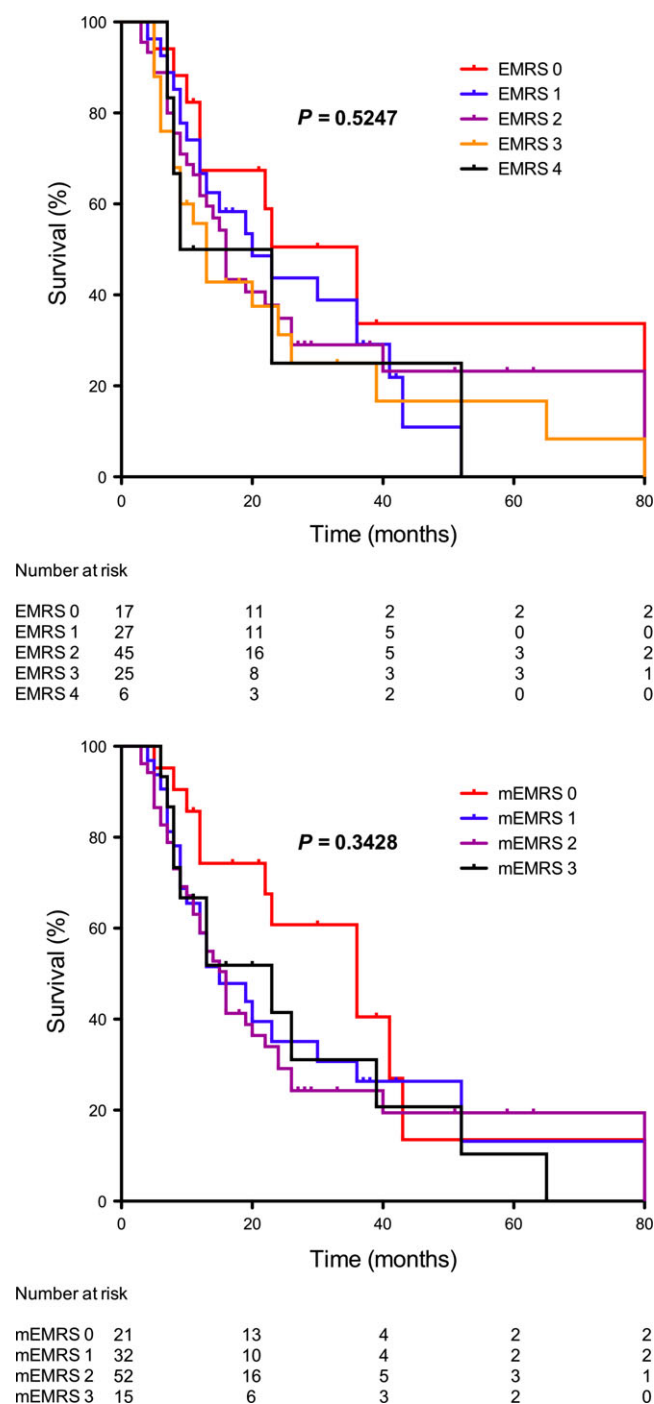 100
80
60
40
20
0
Survival (%)
EMRS 0
EMRS 1
EMRS 2
EMRS 3
EMRS 4
P = 0.5247
0 20 40 60 80
Time (months)
Number at risk
EMRS 0 17 11 2 2 2
EMRS 1 27 11 5 0 0
EMRS 2 45 16 5 3 2
EMRS 3 25 8 3 3 1
EMRS 4 6 3 2 0 0
100
80
60
40
20
0
Survival (%)
mEMRS 0
mEMRS 1
mEMRS 2
mEMRS 3
P = 0.3428
0 20 40 60 80
Time (months)
Number at risk
mEMRS 0 21 13 4 2 2
mEMRS 1 32 10 4 2 2
mEMRS 2 52 16 5 3 1
mEMRS 3 15 6 3 2 0